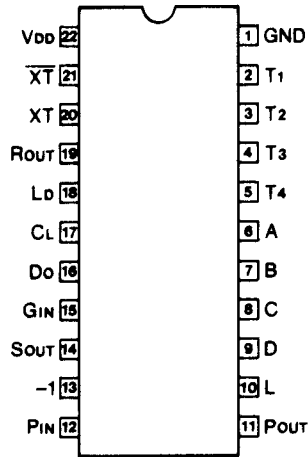 VDD 22 1 GND
XT 21 2 T1
XT 20 3 T2
ROUT 19 4 T3
LD 18 5 T4
CL 17 6 A
DO 16 7 B
GIN 15 8 C
SOUT 14 9 D
-1 13 10 L
PIN 12 11 POUT